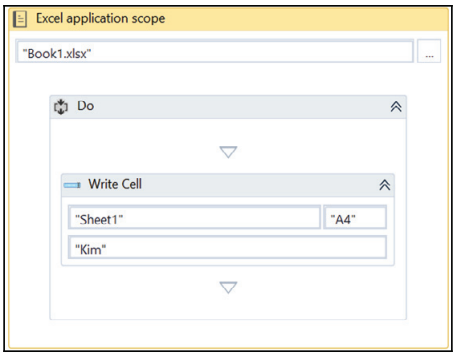 Excel application scope
"Book1.xlsx"
...
Do
Write Cell
"Sheet1" "A4"
"Kim"